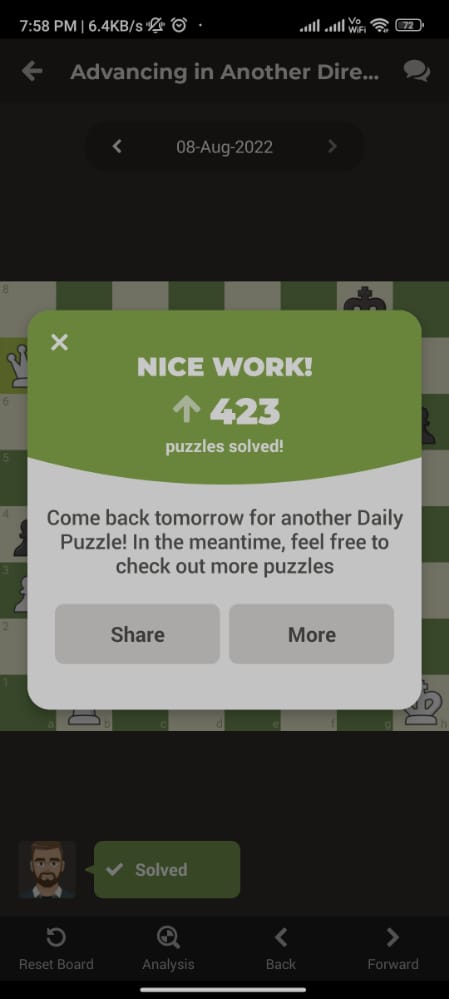 7:58 PM | 6.4KB/s
Vo
WiFi
72
Advancing in Another Dire...
08-Aug-2022
8
NICE WORK!
423
puzzles solved!
6
5
Come back tomorrow for another Daily
Puzzle! In the meantime, feel free to
check out more puzzles
4
3
Share
More
2
1
a b c d e f g h
Solved
Reset Board
Analysis
Back
Forward